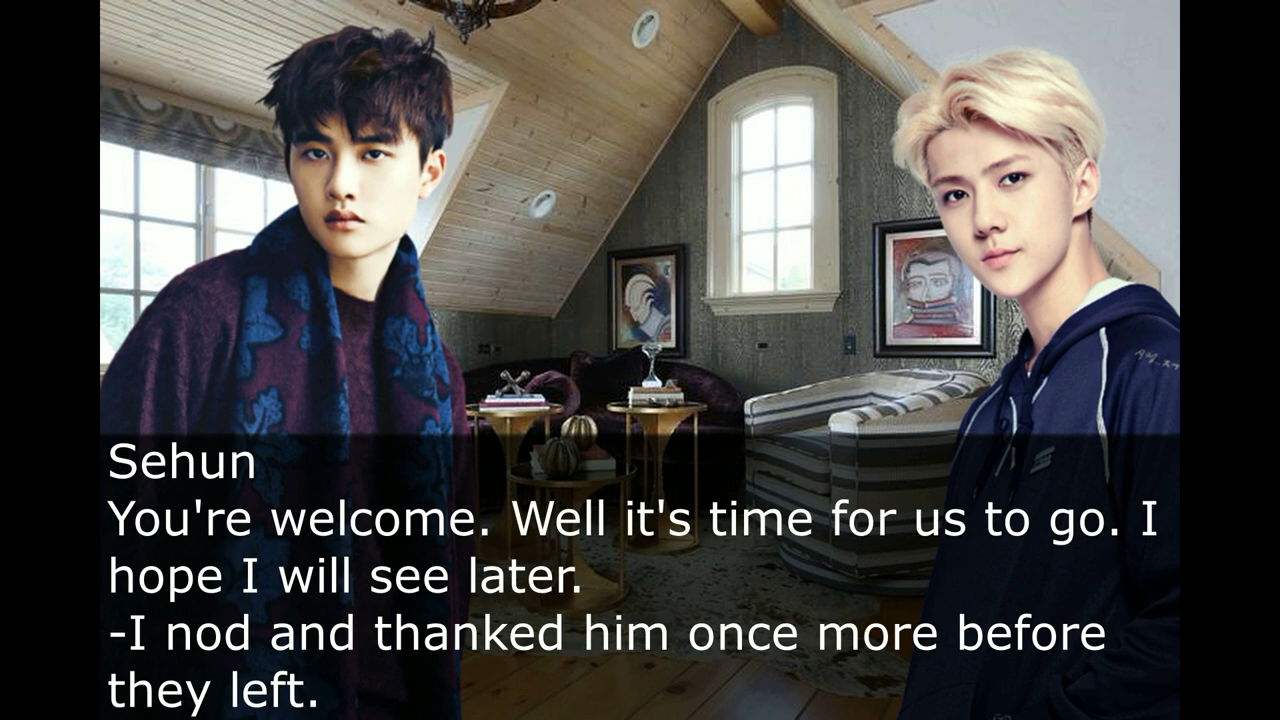 Sehun
You're welcome. Well it's time for us to go. I
hope I will see later.
-I nod and thanked him once more before
they left.